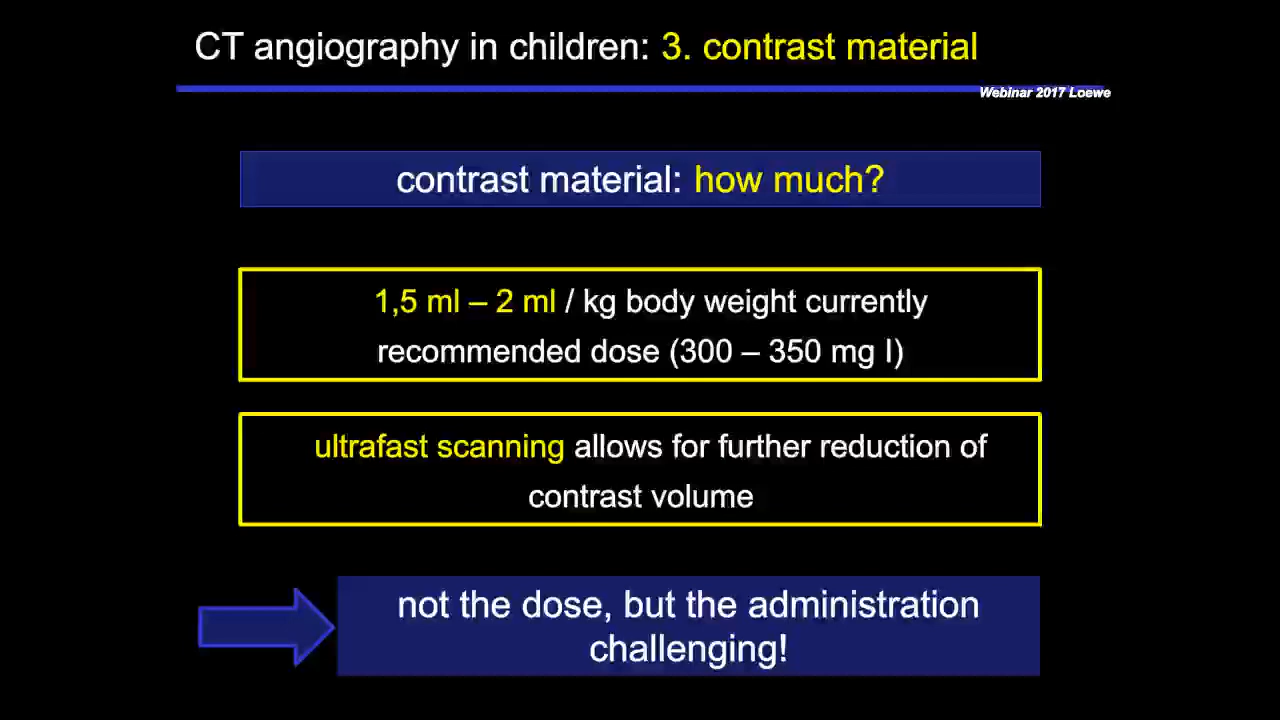 CT angiography in children: 3. contrast material
Webinar 2017 Loewe
contrast material: how much?
1,5 ml – 2 ml / kg body weight currently
recommended dose (300 – 350 mg I)
ultrafast scanning allows for further reduction of
contrast volume
not the dose, but the administration
challenging!